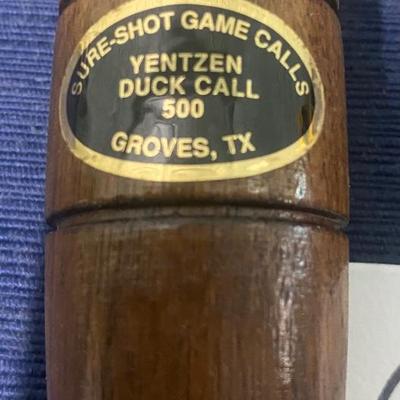 SURE-SHOT GAME CALLS
YENTZEN
DUCK CALL
500
GROVES, TX